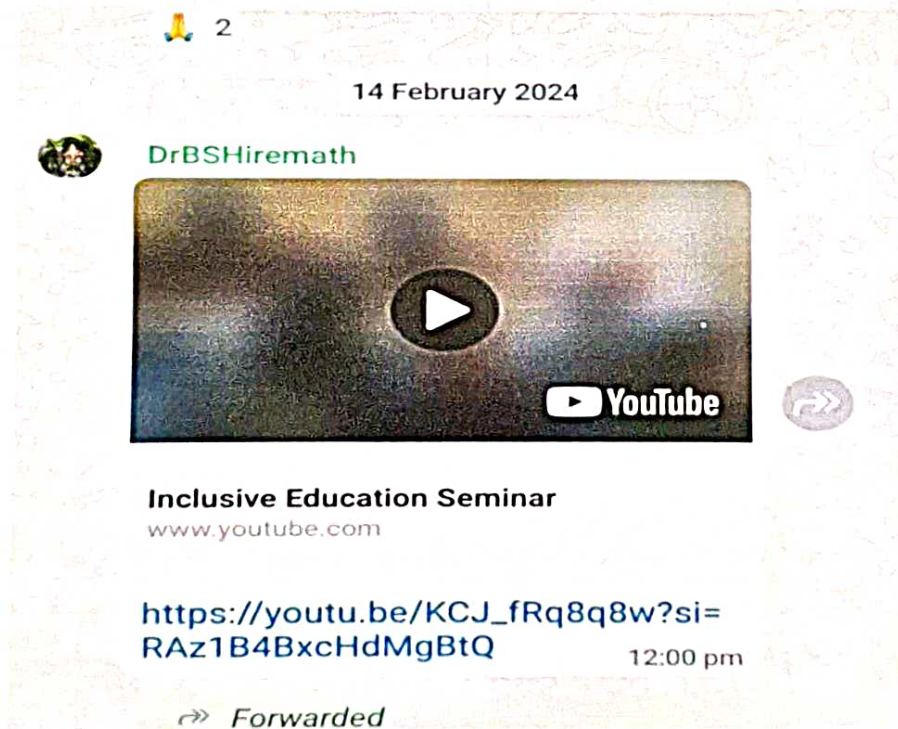 🙏 2
14 February 2024
DrBSHiremath
YouTube
Inclusive Education Seminar
www.youtube.com
https://youtu.be/KCJ_fRq8q8w?si=
RAz1B4BxcHdMgBtQ
12:00 pm
Forwarded